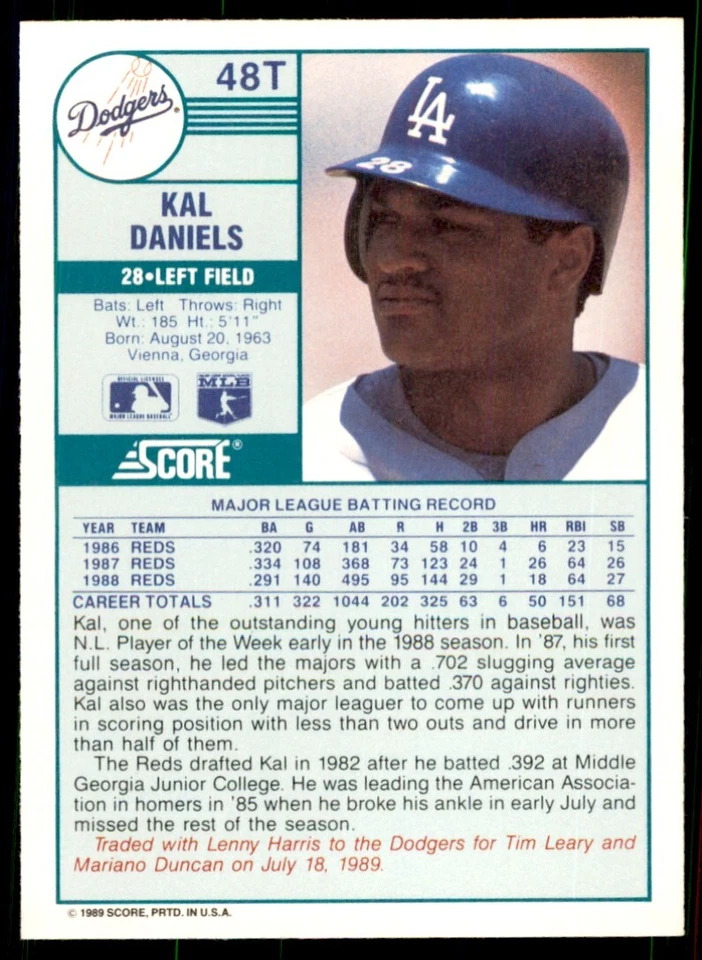 Dodgers
48T
LA
28
KAL
DANIELS
28•LEFT FIELD
Bats: Left Throws: Right
Wt.: 185 Ht.: 5'11"
Born: August 20, 1963
Vienna, Georgia
OFFICIAL LICENSEE
MAJOR LEAGUE BASEBALL
MLB
SCORE®
MAJOR LEAGUE BATTING RECORD
YEAR TEAM BA G AB R H 2B 3B HR RBI SB
1986 REDS .320 74 181 34 58 10 4 6 23 15
1987 REDS .334 108 368 73 123 24 1 26 64 26
1988 REDS .291 140 495 95 144 29 1 18 64 27
CAREER TOTALS .311 322 1044 202 325 63 6 50 151 68
Kal, one of the outstanding young hitters in baseball, was
N.L. Player of the Week early in the 1988 season. In '87, his first
full season, he led the majors with a .702 slugging average
against righthanded pitchers and batted .370 against righties.
Kal also was the only major leaguer to come up with runners
in scoring position with less than two outs and drive in more
than half of them.
The Reds drafted Kal in 1982 after he batted .392 at Middle
Georgia Junior College. He was leading the American Associa-
tion in homers in '85 when he broke his ankle in early July and
missed the rest of the season.
Traded with Lenny Harris to the Dodgers for Tim Leary and
Mariano Duncan on July 18, 1989.
© 1989 SCORE, PRTD. IN U.S.A.